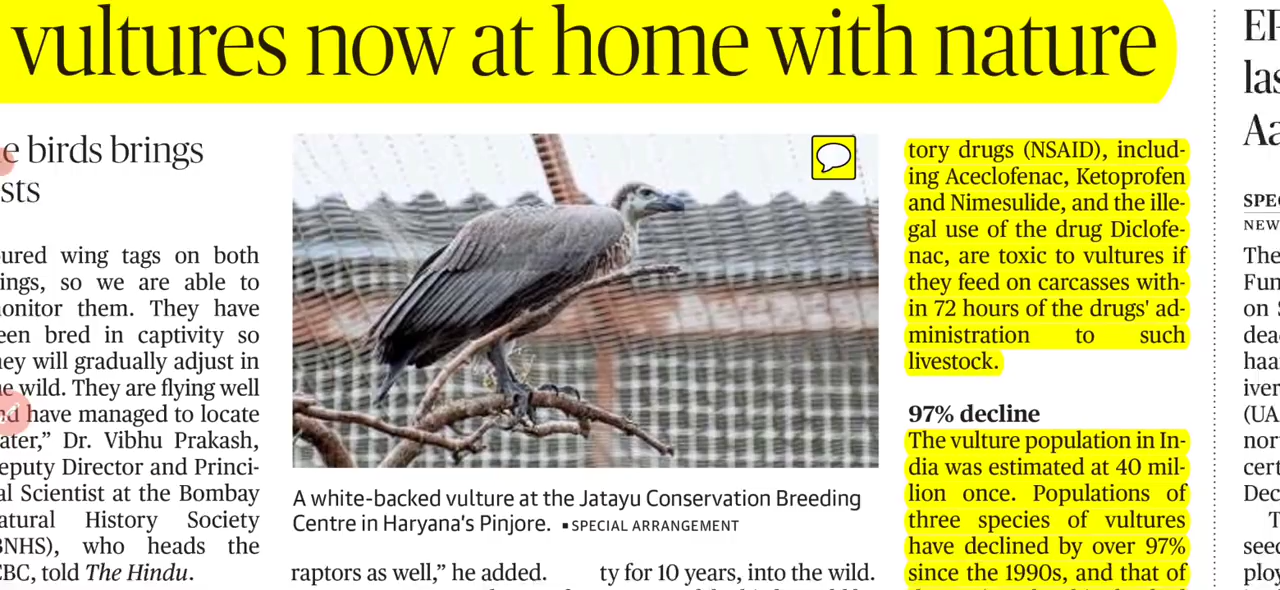 vultures now at home with nature
e birds brings
sts
oured wing tags on both
ings, so we are able to
onitor them. They have
een bred in captivity so
hey will gradually adjust in
e wild. They are flying well
nd have managed to locate
ater,” Dr. Vibhu Prakash,
eputy Director and Princi-
al Scientist at the Bombay
atural History Society
BNHS), who heads the
CBC, told The Hindu.
A white-backed vulture at the Jatayu Conservation Breeding
Centre in Haryana's Pinjore. ▪SPECIAL ARRANGEMENT
raptors as well,” he added.
ty for 10 years, into the wild.
tory drugs (NSAID), includ-
ing Aceclofenac, Ketoprofen
and Nimesulide, and the ille-
gal use of the drug Diclofe-
nac, are toxic to vultures if
they feed on carcasses with-
in 72 hours of the drugs' ad-
ministration to such
livestock.
97% decline
The vulture population in In-
dia was estimated at 40 mil-
lion once. Populations of
three species of vultures
have declined by over 97%
since the 1990s, and that of
las
Aa
SPEC
NEW
The
Fun
on S
dea
haa
iver
(UA
nor
cert
Dec
T
seed
ploy